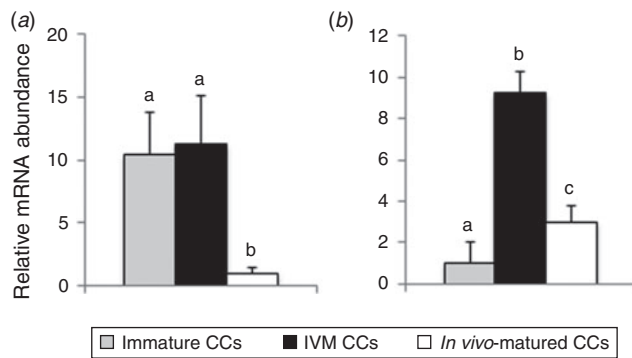 (a)
(b)
Relative mRNA abundance
20
15
10
5
0
a
a
b
12
10
8
6
4
2
0
a
b
c
Immature CCs
IVM CCs
In vivo-matured CCs